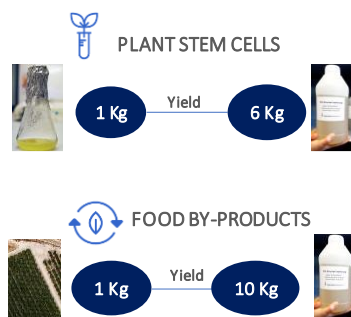 PLANT STEM CELLS
1 Kg
Yield
6 Kg
FOOD BY-PRODUCTS
1 Kg
Yield
10 Kg